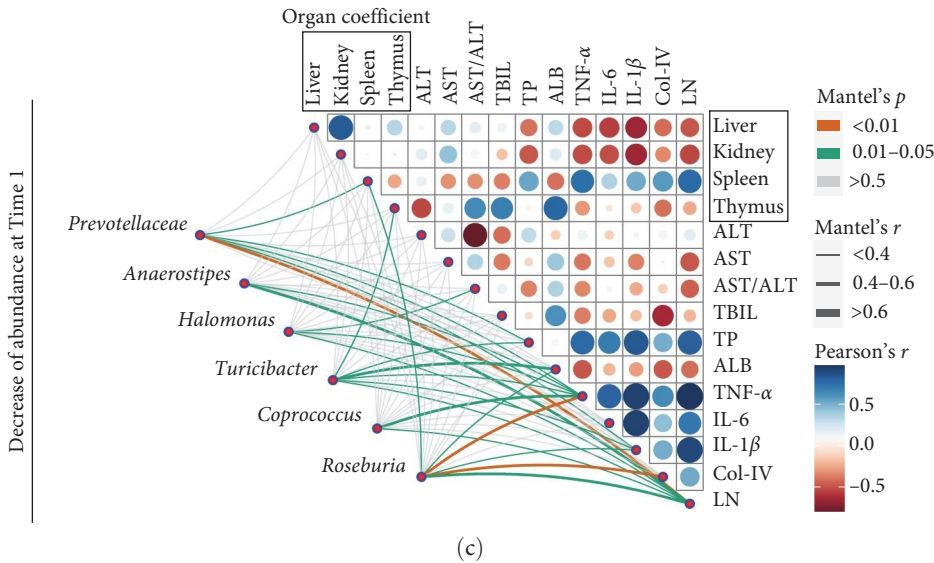 Organ coefficient
Liver
Kidney
Spleen
Thymus
ALT
AST
AST/ALT
TBIL
TP
ALB
TNF-α
IL-6
IL-1β
Col-IV
LN
Decrease of abundance at Time 1
Prevotellaceae
Anaerostipes
Halomonas
Turicibacter
Coprococcus
Roseburia
Liver
Kidney
Spleen
Thymus
ALT
AST
AST/ALT
TBIL
TP
ALB
TNF-α
IL-6
IL-1β
Col-IV
LN
Mantel's p
<0.01
0.01–0.05
>0.5
Mantel's r
<0.4
0.4–0.6
>0.6
Pearson's r
0.5
0.0
–0.5
(c)